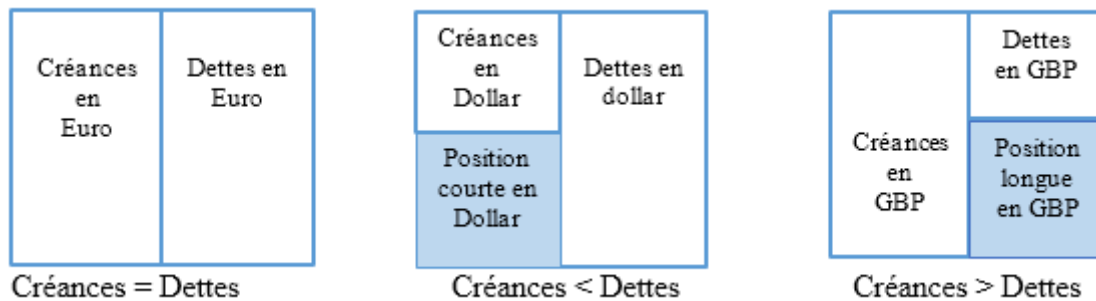 Créances
en
Euro
Dettes en
Euro
Créances = Dettes
Créances
en
Dollar
Position
courte en
Dollar
Dettes en
dollar
Créances < Dettes
Créances
en
GBP
Dettes
en GBP
Position
longue
en GBP
Créances > Dettes